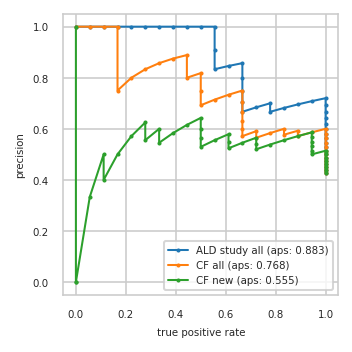 1.0
0.8
0.6
0.4
0.2
0.0
precision
0.0 0.2 0.4 0.6 0.8 1.0
true positive rate
ALD study all (aps: 0.883)
CF all (aps: 0.768)
CF new (aps: 0.555)